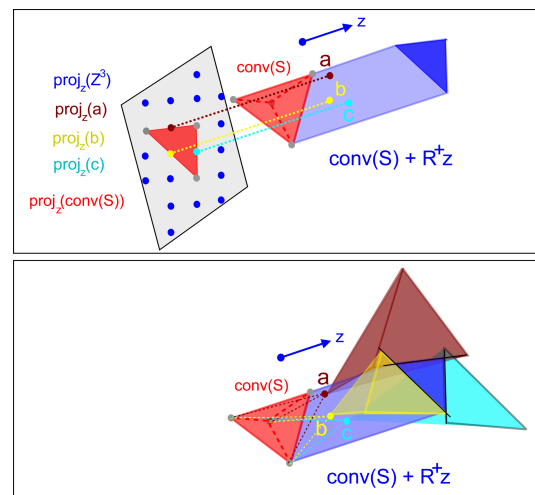 z
a
conv(S)
proj_z(Z^3)
b
proj_z(a)
c
proj_z(b)
conv(S) + R^+z
proj_z(c)
proj_z(conv(S))
z
a
conv(S)
b
c
conv(S) + R^+z